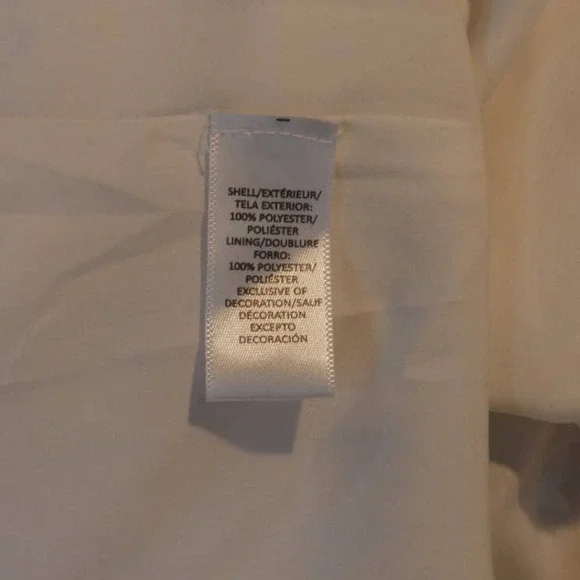 SHELL/EXTÉRIEUR/
TELA EXTERIOR:
100% POLYESTER/
POLIÉSTER
LINING/DOUBLURE
FORRO:
100% POLYESTER/
POLIÉSTER
EXCLUSIVE OF
DECORATION/SAUF
DÉCORATION
EXCEPTO
DECORACIÓN